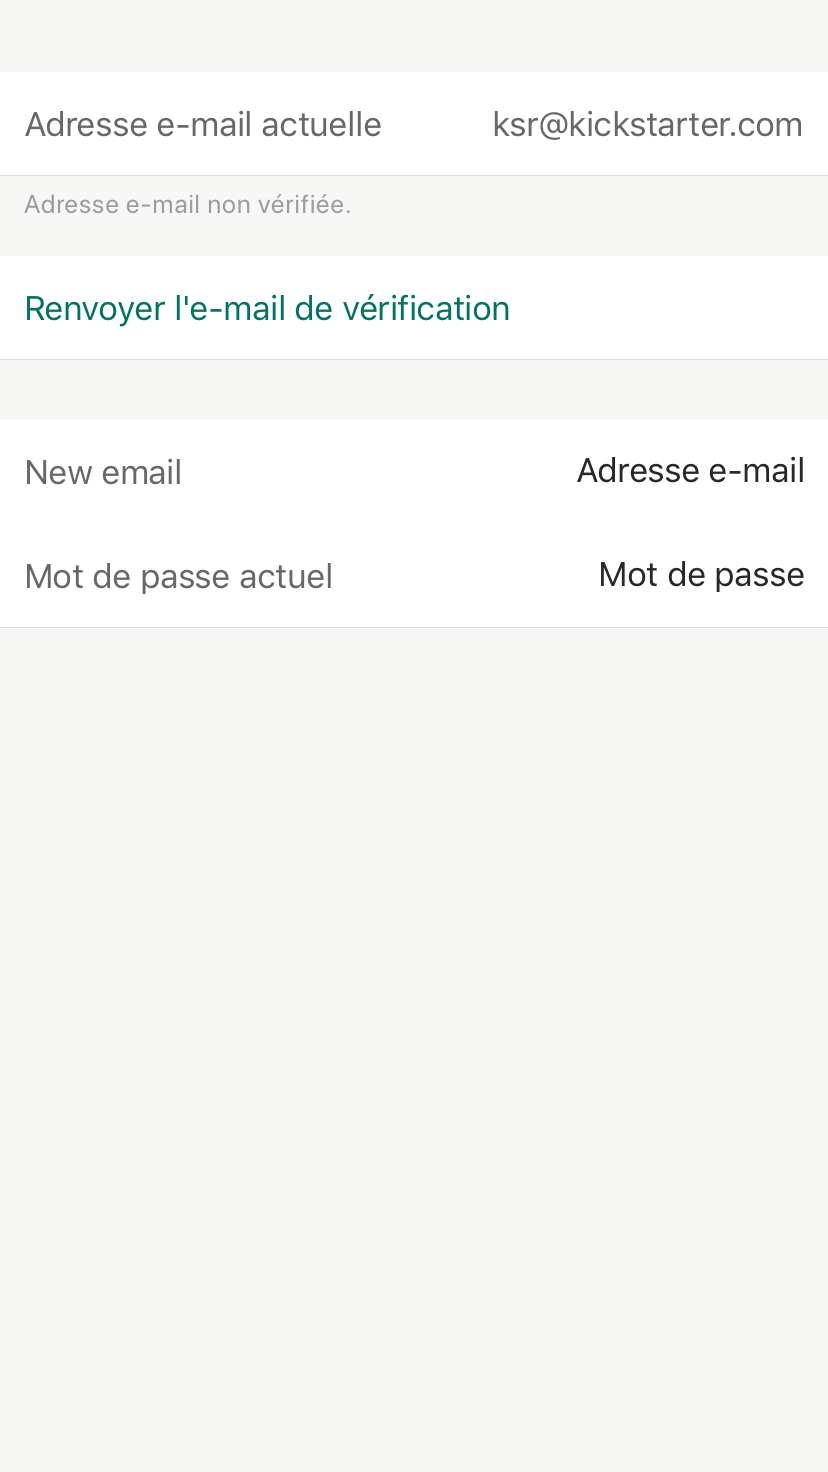 Adresse e-mail actuelle ksr@kickstarter.com
Adresse e-mail non vérifiée.
Renvoyer l'e-mail de vérification
New email Adresse e-mail
Mot de passe actuel Mot de passe